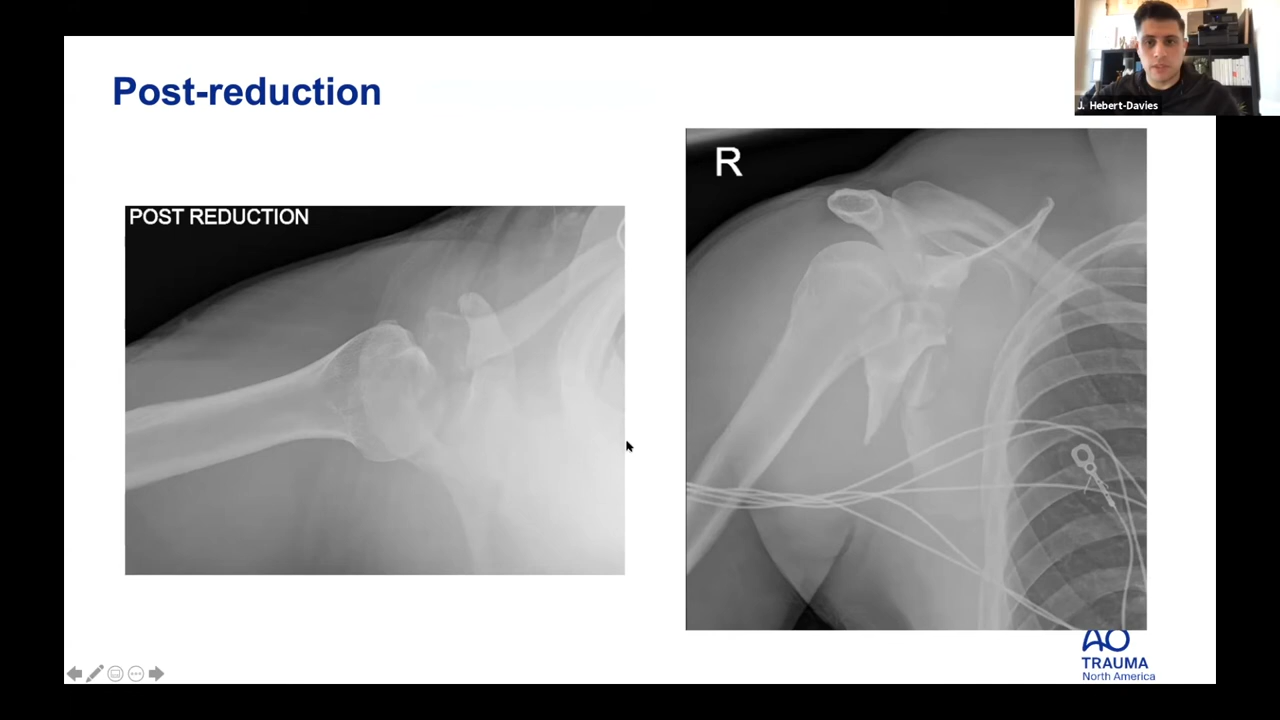 Post-reduction
J. Hebert-Davies
POST REDUCTION
R
AO
TRAUMA
North America